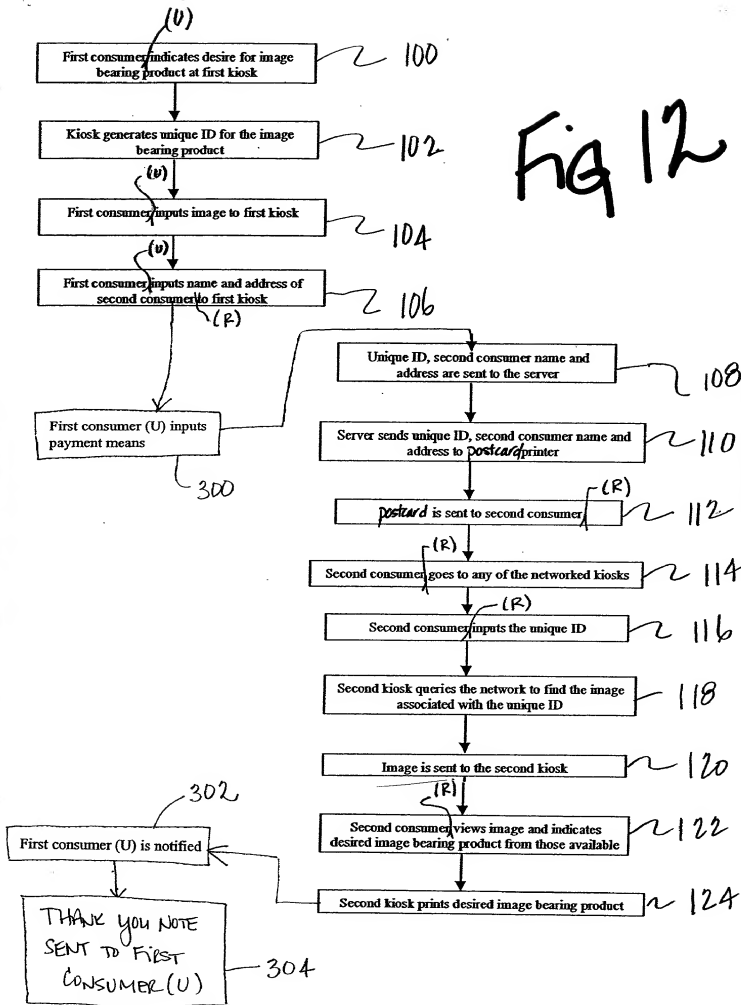 (U)
First consumer indicates desire for image
bearing product at first kiosk
100
Kiosk generates unique ID for the image
bearing product
102
Fig 12
(U)
First consumer inputs image to first kiosk
104
(U)
First consumer inputs name and address of
second consumer to first kiosk
106
(R)
Unique ID, second consumer name and
address are sent to the server
108
First consumer (U) inputs
payment means
300
Server sends unique ID, second consumer name and
address to postcard printer
110
(R)
postcard is sent to second consumer
112
(R)
Second consumer goes to any of the networked kiosks
114
(R)
Second consumer inputs the unique ID
116
Second kiosk queries the network to find the image
associated with the unique ID
118
Image is sent to the second kiosk
120
(R)
Second consumer views image and indicates
desired image bearing product from those available
122
302
First consumer (U) is notified
Second kiosk prints desired image bearing product
124
THANK YOU NOTE
SENT TO FIRST
CONSUMER (U)
304